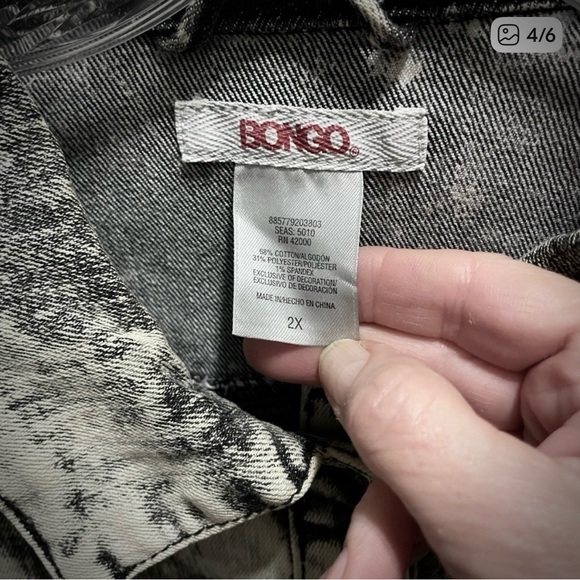 4/6
BONGO®
885779203803
SEAS: 5010
RN 42000
68% COTTON/ALGODÓN
31% POLYESTER/POLIÉSTER
1% SPANDEX
EXCLUSIVE OF DECORATION/
EXCLUSIVO DE DECORACIÓN
MADE IN/HECHO EN CHINA
2X